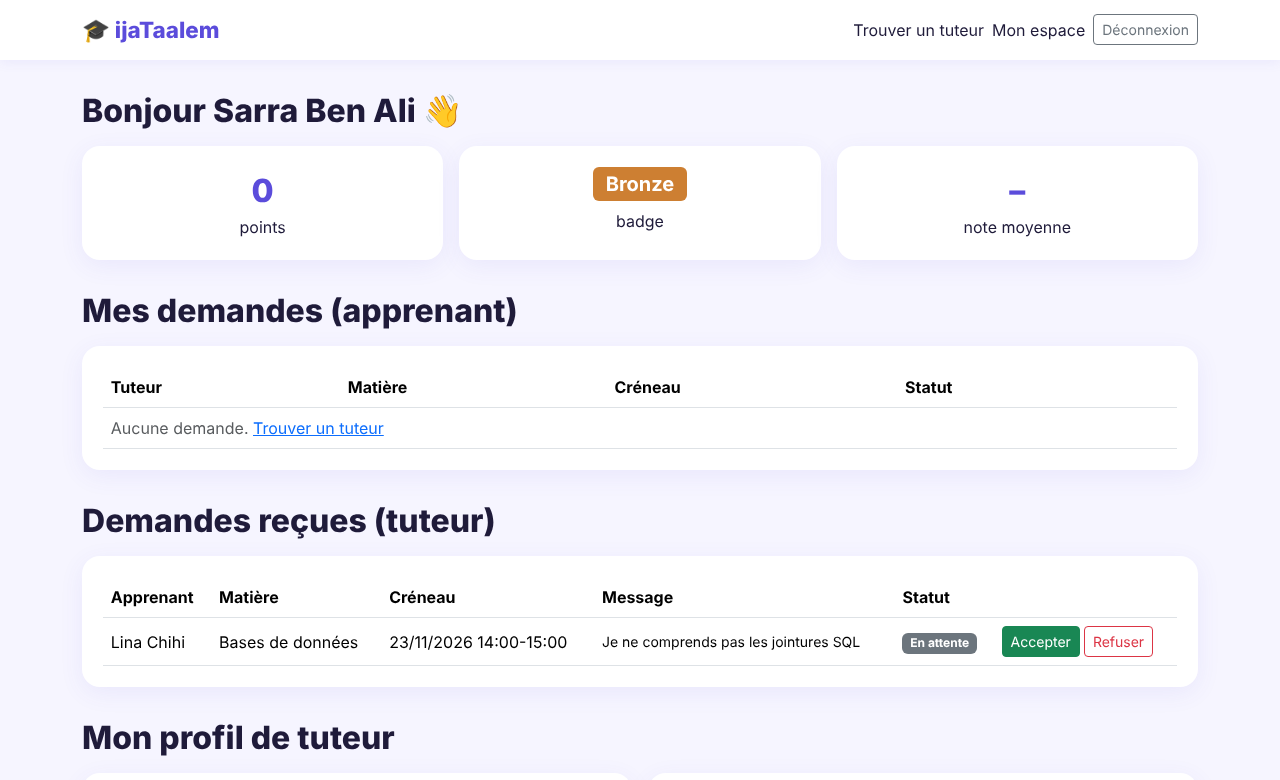 🎓 ijaTaalem
Trouver un tuteur Mon espace Déconnexion
Bonjour Sarra Ben Ali 👋
0
points
Bronze
badge
–
note moyenne
Mes demandes (apprenant)
Tuteur Matière Créneau Statut
Aucune demande. Trouver un tuteur
Demandes reçues (tuteur)
Apprenant Matière Créneau Message Statut
Lina Chihi Bases de données 23/11/2026 14:00-15:00 Je ne comprends pas les jointures SQL En attente Accepter Refuser
Mon profil de tuteur